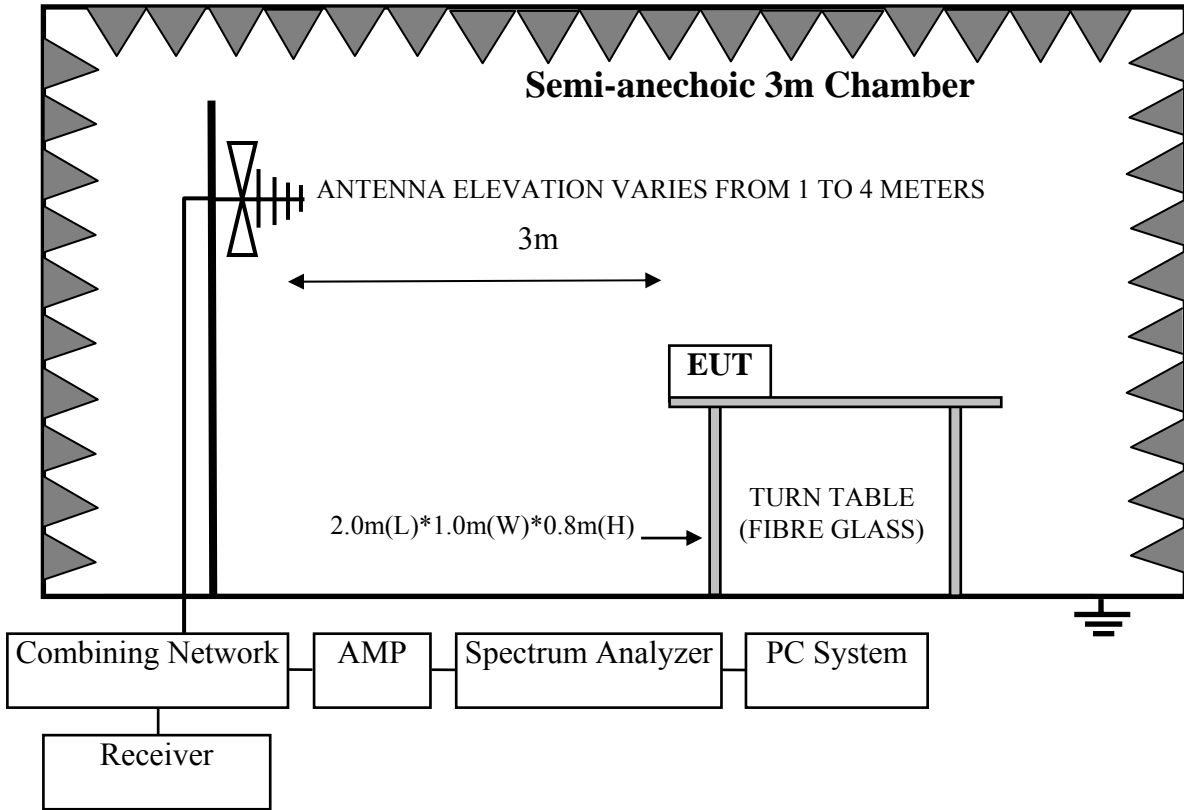 Semi-anechoic 3m Chamber
ANTENNA ELEVATION VARIES FROM 1 TO 4 METERS
3m
EUT
TURN TABLE
(FIBRE GLASS)
2.0m(L)*1.0m(W)*0.8m(H)
Combining Network
AMP
Spectrum Analyzer
PC System
Receiver